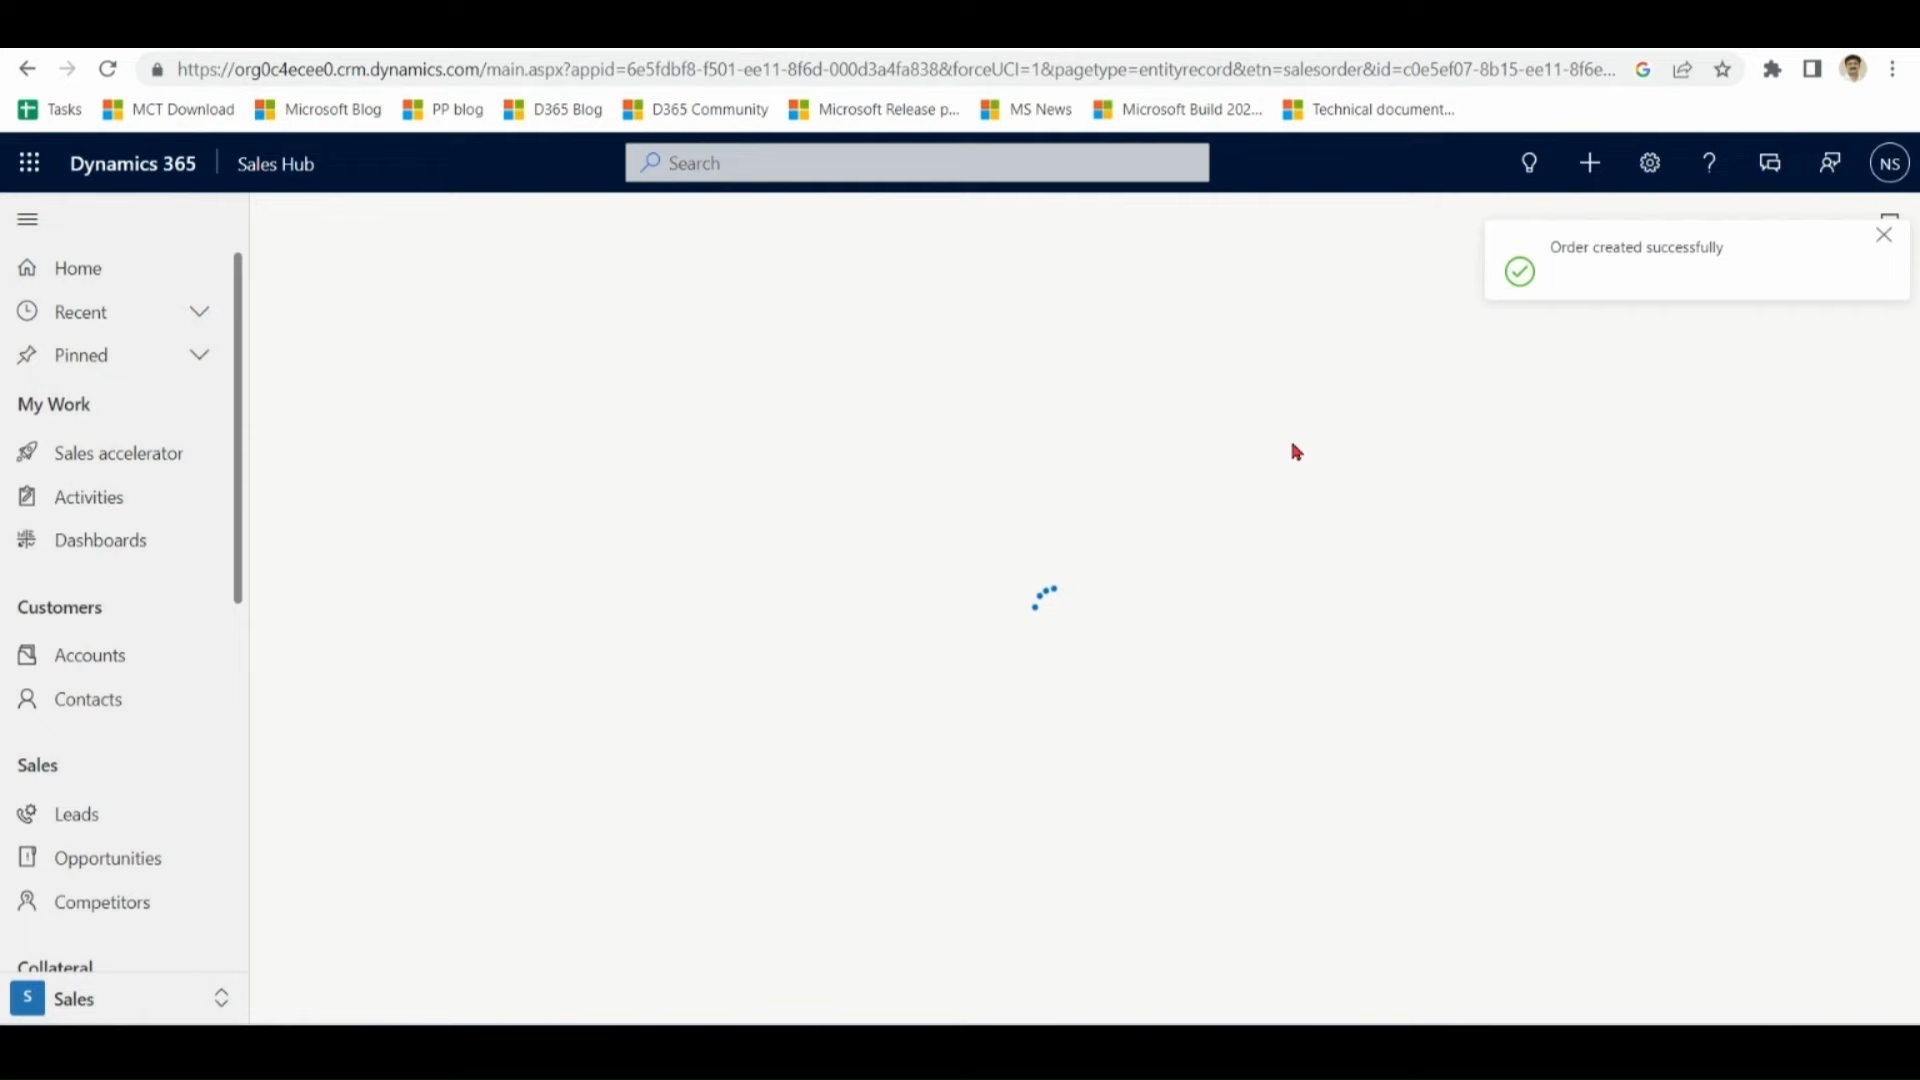 https://org0c4ecee0.crm.dynamics.com/main.aspx?appid=6e5fdbf8-f501-ee11-8f6d-000d3a4fa838&forceUCI=1&pagetype=entityrecord&etn=salesorder&id=c0e5ef07-8b15-ee11-8f6e...
Tasks MCT Download Microsoft Blog PP blog D365 Blog D365 Community Microsoft Release p... MS News Microsoft Build 202... Technical document...
Dynamics 365 Sales Hub Search NS
Order created successfully
Home
Recent
Pinned
My Work
Sales accelerator
Activities
Dashboards
Customers
Accounts
Contacts
Sales
Leads
Opportunities
Competitors
Collateral
S Sales